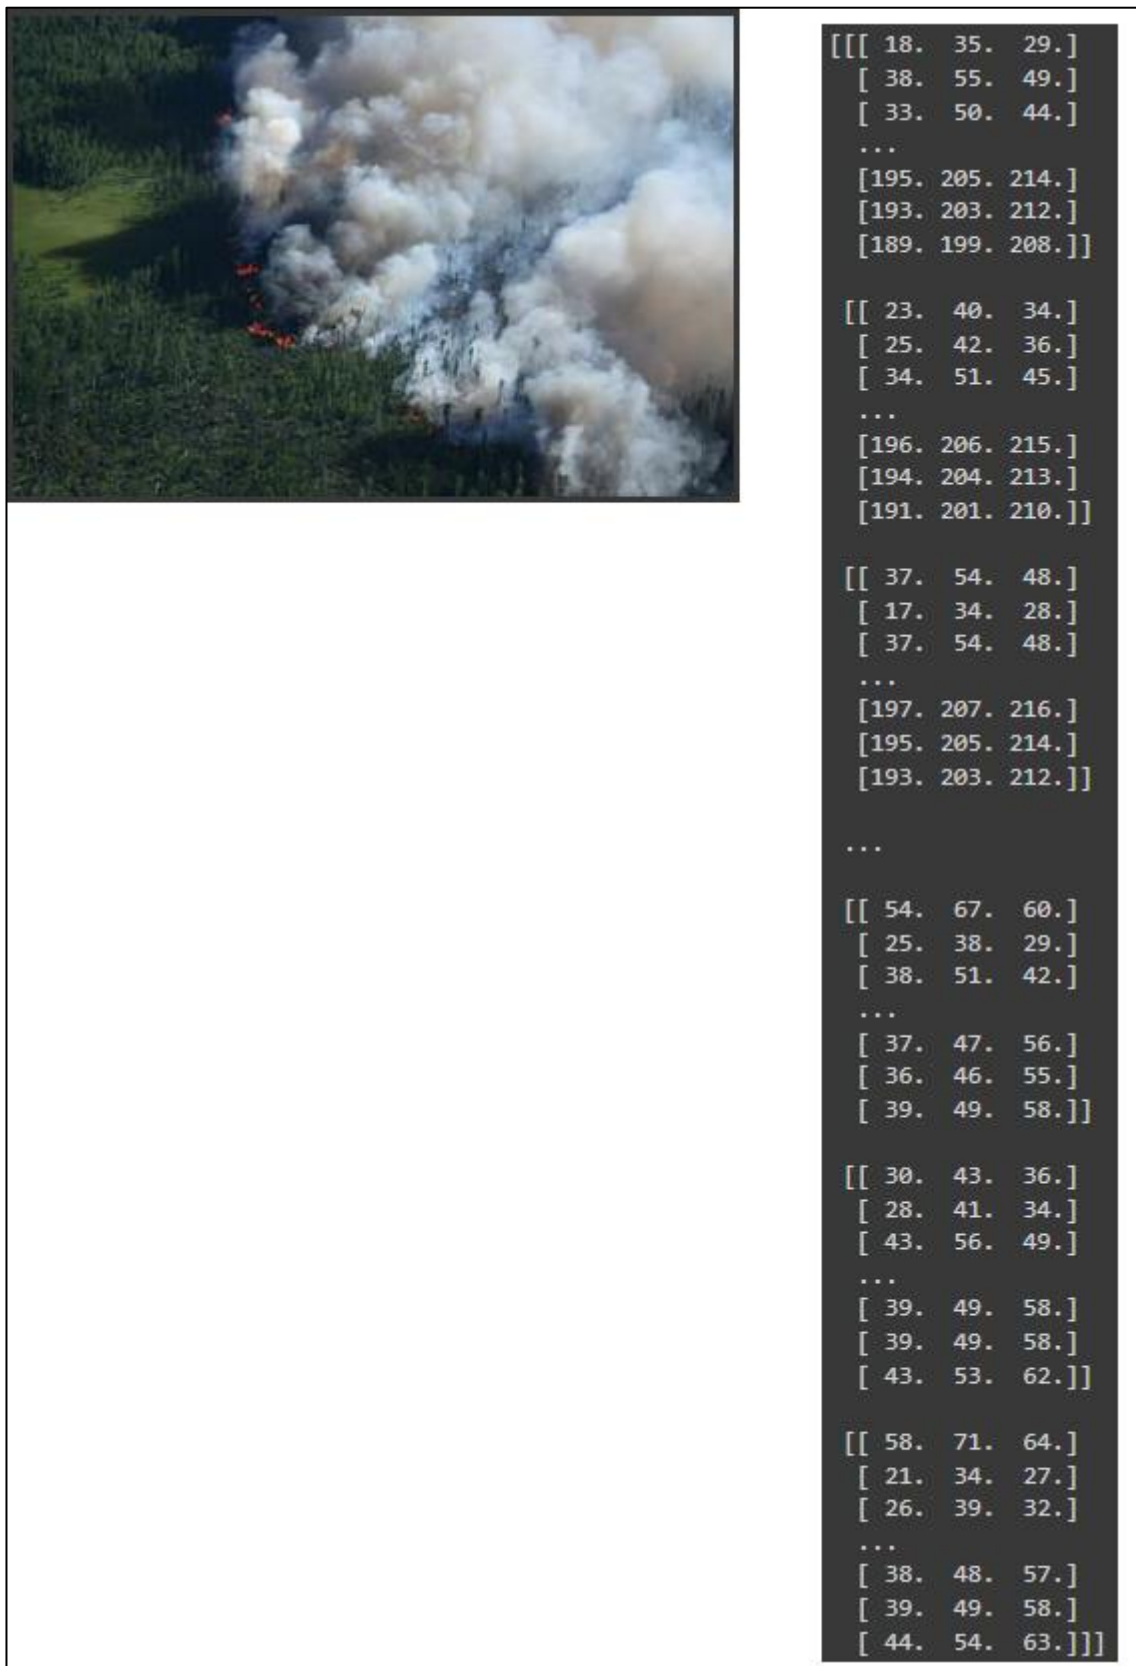 [[[ 18. 35. 29.]
[ 38. 55. 49.]
[ 33. 50. 44.]
...
[195. 205. 214.]
[193. 203. 212.]
[189. 199. 208.]]
[[ 23. 40. 34.]
[ 25. 42. 36.]
[ 34. 51. 45.]
...
[196. 206. 215.]
[194. 204. 213.]
[191. 201. 210.]]
[[ 37. 54. 48.]
[ 17. 34. 28.]
[ 37. 54. 48.]
...
[197. 207. 216.]
[195. 205. 214.]
[193. 203. 212.]]
...
[[ 54. 67. 60.]
[ 25. 38. 29.]
[ 38. 51. 42.]
...
[ 37. 47. 56.]
[ 36. 46. 55.]
[ 39. 49. 58.]]
[[ 30. 43. 36.]
[ 28. 41. 34.]
[ 43. 56. 49.]
...
[ 39. 49. 58.]
[ 39. 49. 58.]
[ 43. 53. 62.]]
[[ 58. 71. 64.]
[ 21. 34. 27.]
[ 26. 39. 32.]
...
[ 38. 48. 57.]
[ 39. 49. 58.]
[ 44. 54. 63.]]]